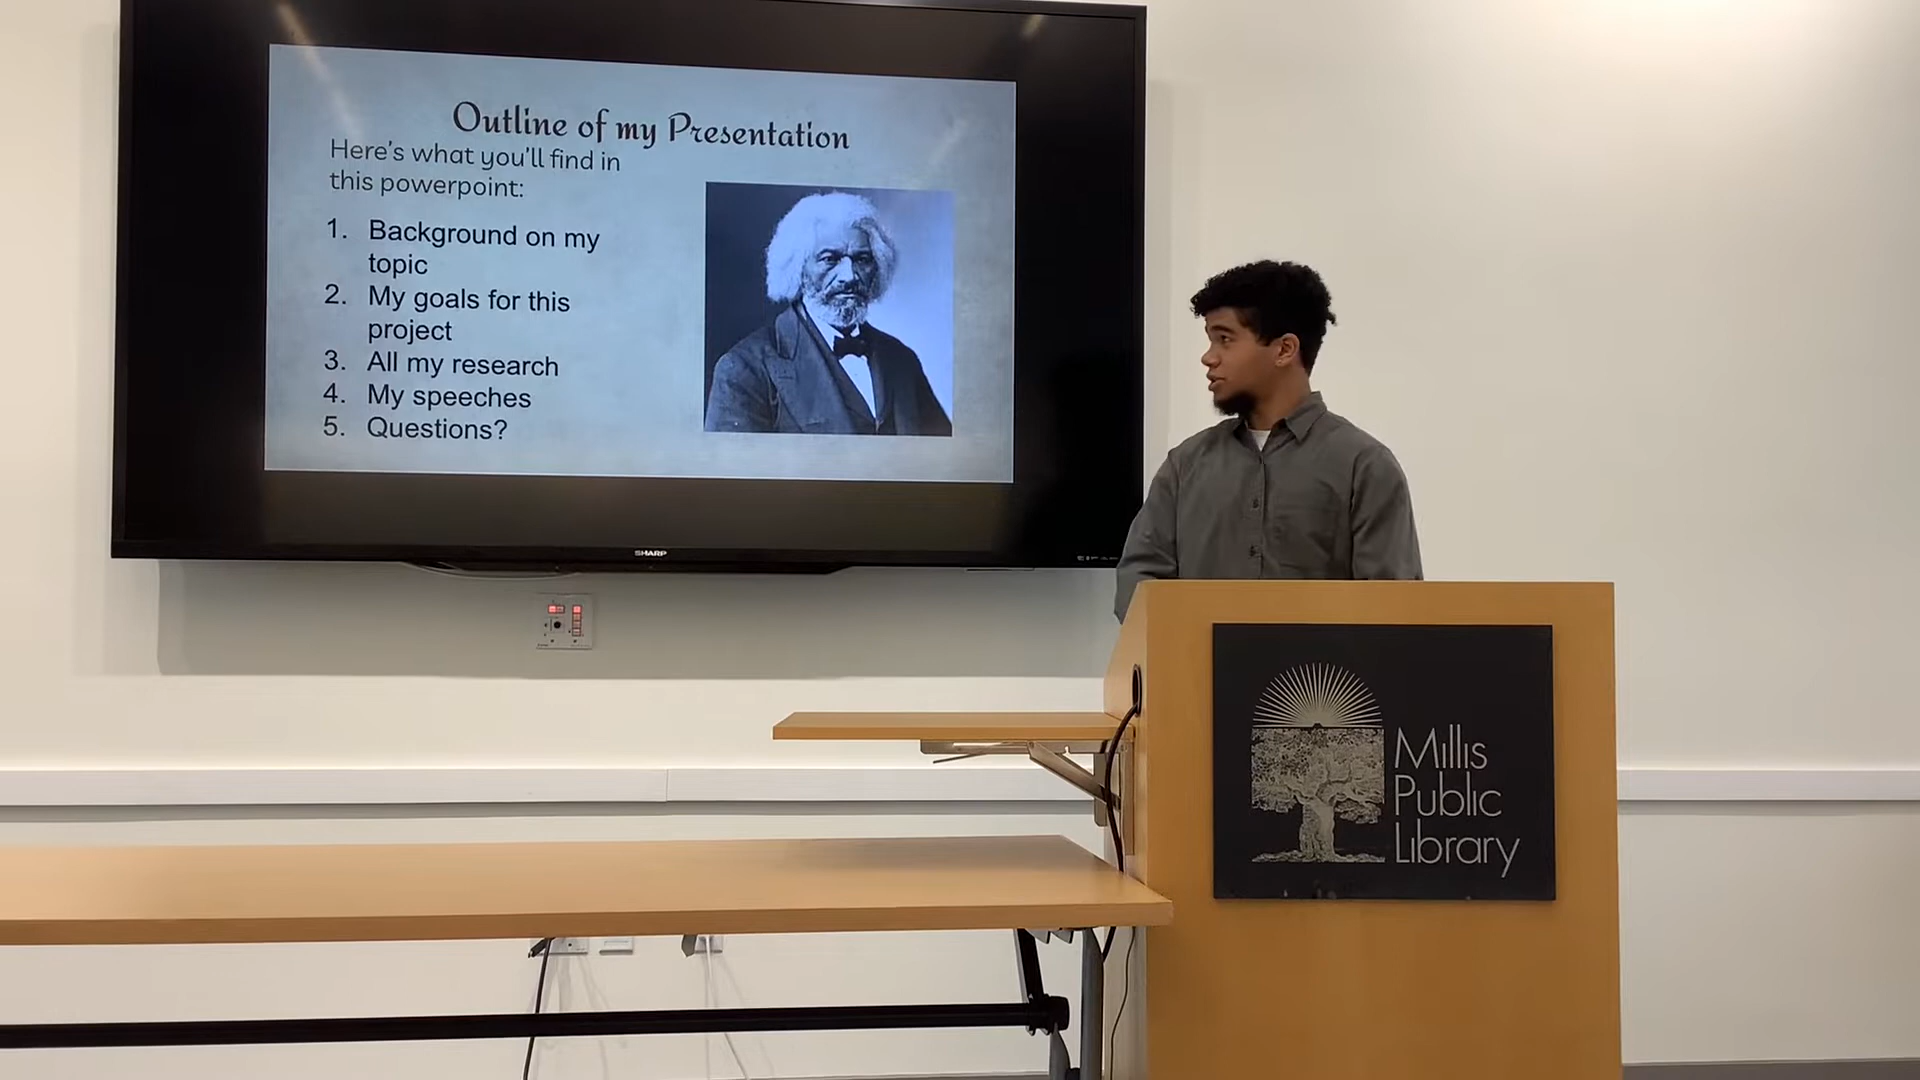 Outline of my Presentation
Here's what you'll find in
this powerpoint:
1. Background on my
topic
2. My goals for this
project
3. All my research
4. My speeches
5. Questions?
SHARP
Millis
Public
Library